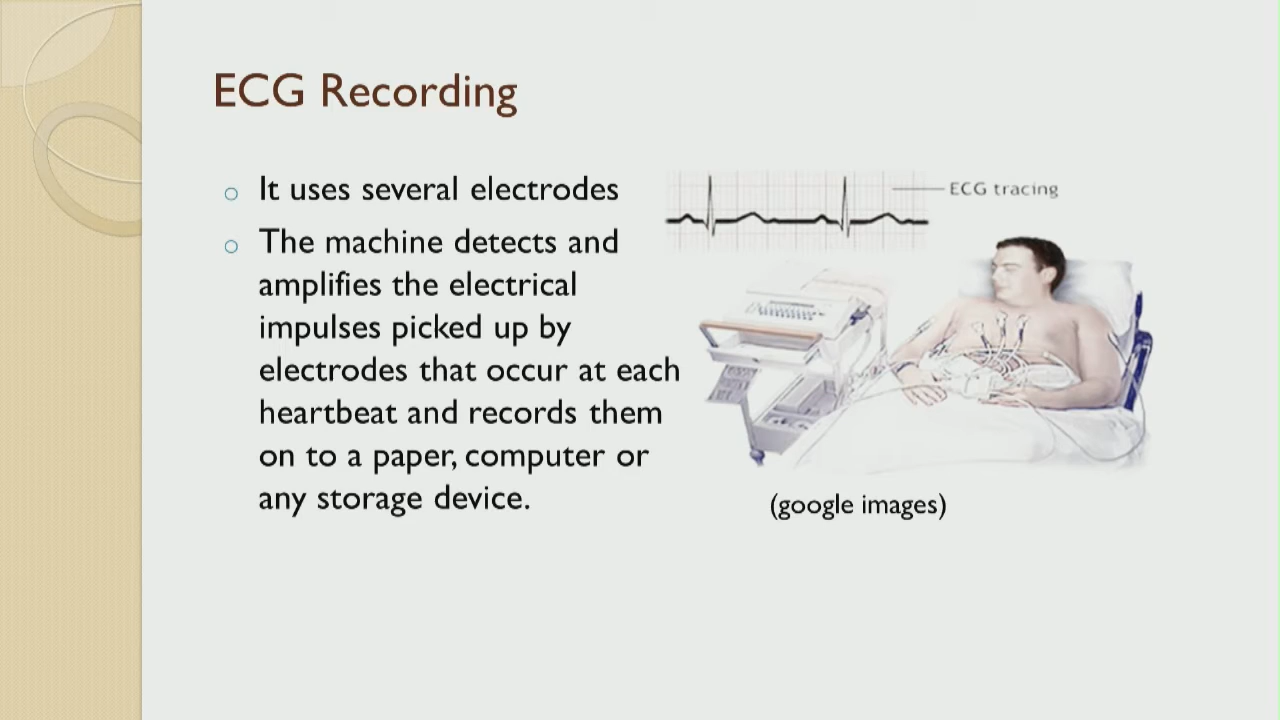 ECG Recording
It uses several electrodes
The machine detects and
amplifies the electrical
impulses picked up by
electrodes that occur at each
heartbeat and records them
on to a paper, computer or
any storage device.
ECG tracing
(google images)